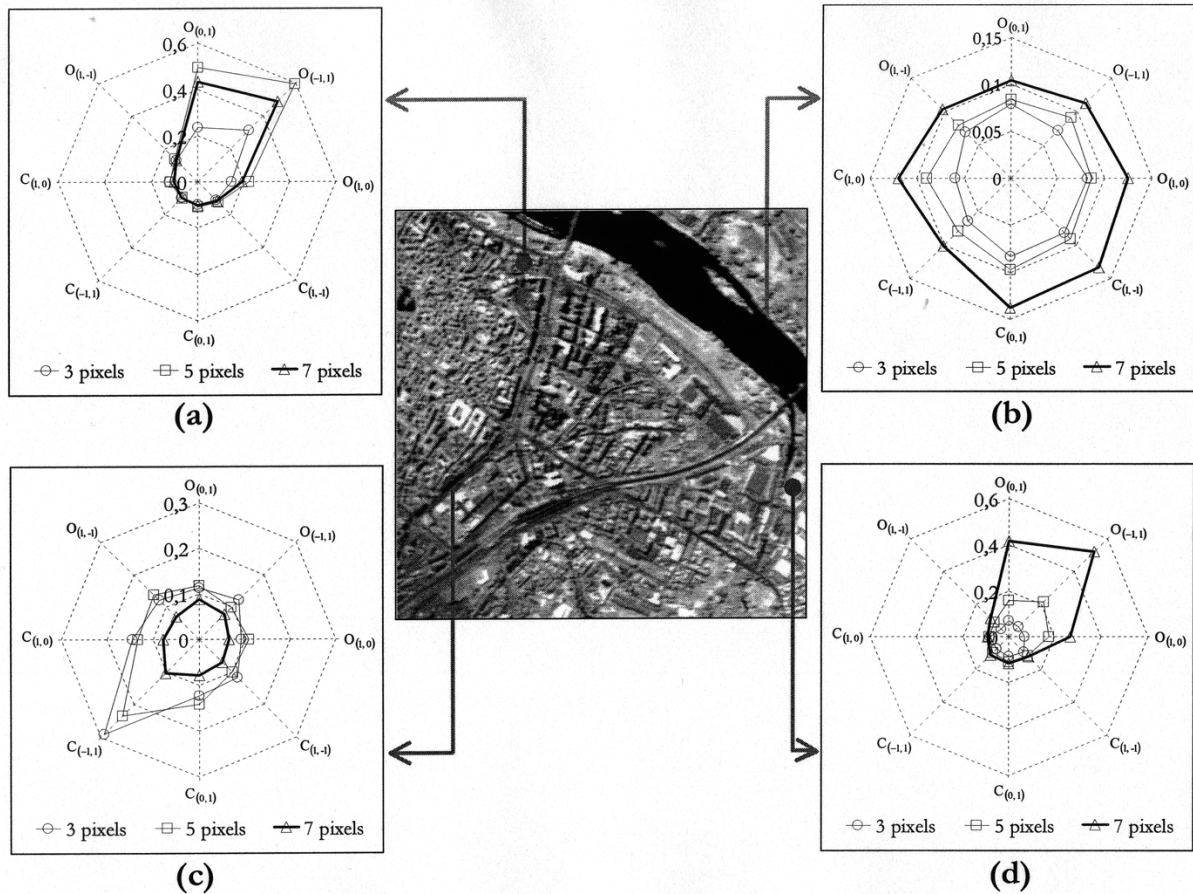 O(0,1)
0,6
O(1,-1)
O(-1,1)
0,4
0,2
C(1,0)
0
O(1,0)
C(-1,1)
C(1,-1)
C(0,1)
3 pixels
5 pixels
7 pixels
(a)
O(0,1)
0,15
O(1,-1)
O(-1,1)
0,1
0,05
C(1,0)
0
O(1,0)
C(-1,1)
C(1,-1)
C(0,1)
3 pixels
5 pixels
7 pixels
(b)
O(0,1)
0,3
O(1,-1)
O(-1,1)
0,2
0,1
C(1,0)
0
O(1,0)
C(-1,1)
C(1,-1)
C(0,1)
3 pixels
5 pixels
7 pixels
(c)
O(0,1)
0,6
O(1,-1)
O(-1,1)
0,4
0,2
C(1,0)
0
O(1,0)
C(-1,1)
C(1,-1)
C(0,1)
3 pixels
5 pixels
7 pixels
(d)